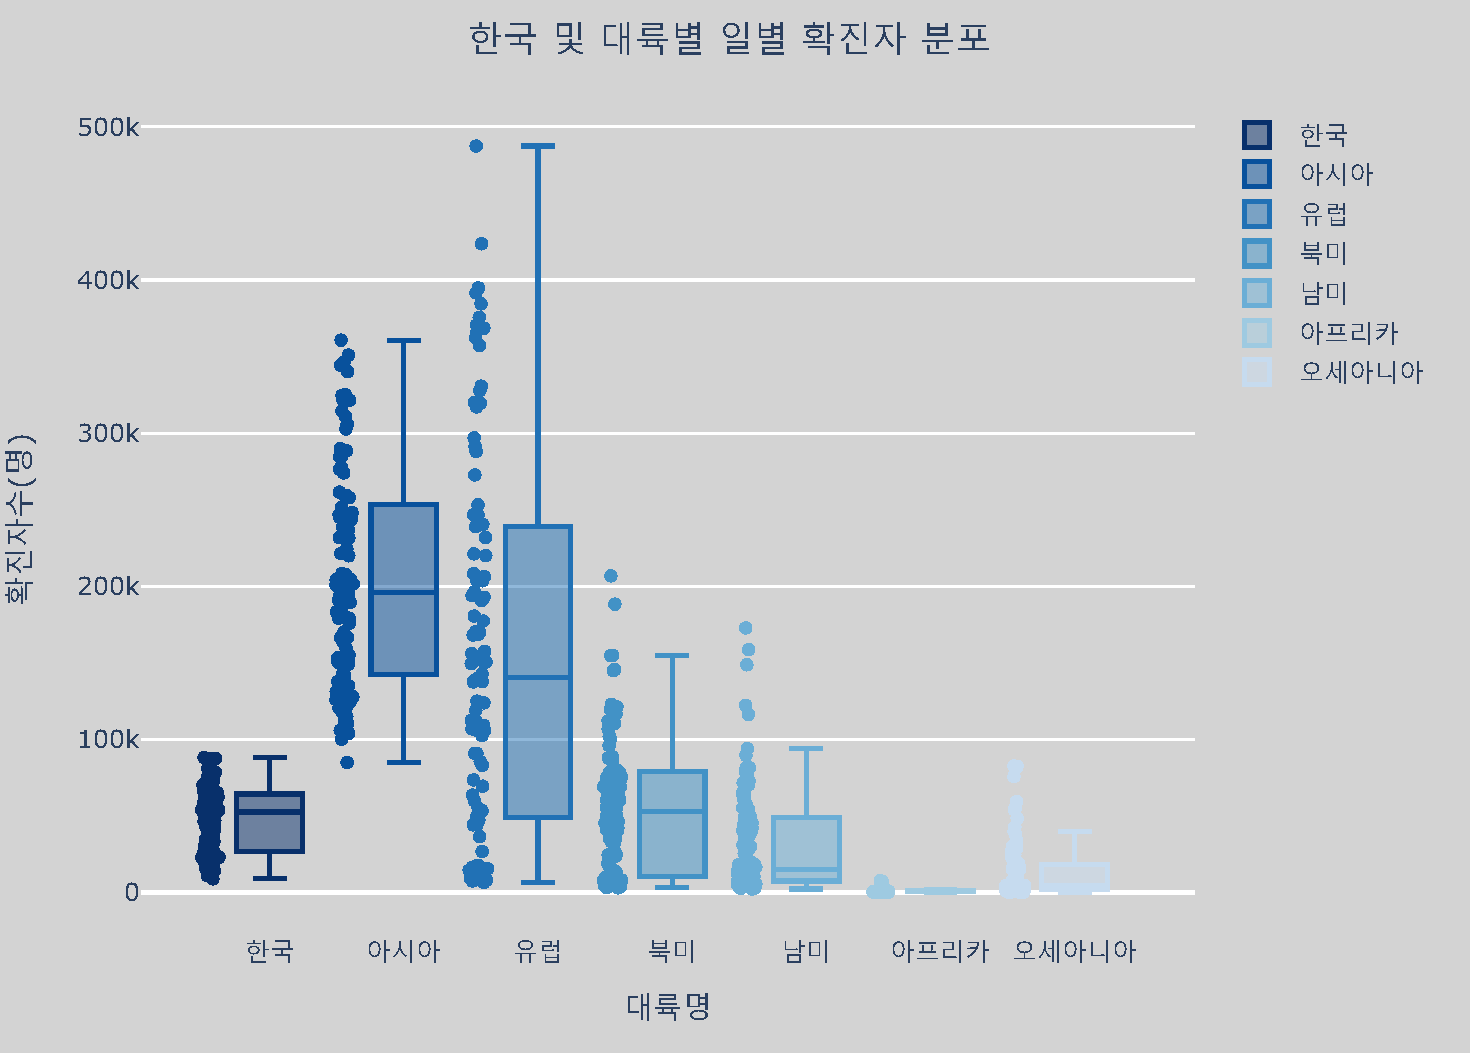 한국 및 대륙별 일별 확진자 분포
500k
400k
300k
200k
100k
0
확진자수(명)
한국
아시아
유럽
북미
남미
아프리카
오세아니아
대륙명
한국
아시아
유럽
북미
남미
아프리카
오세아니아